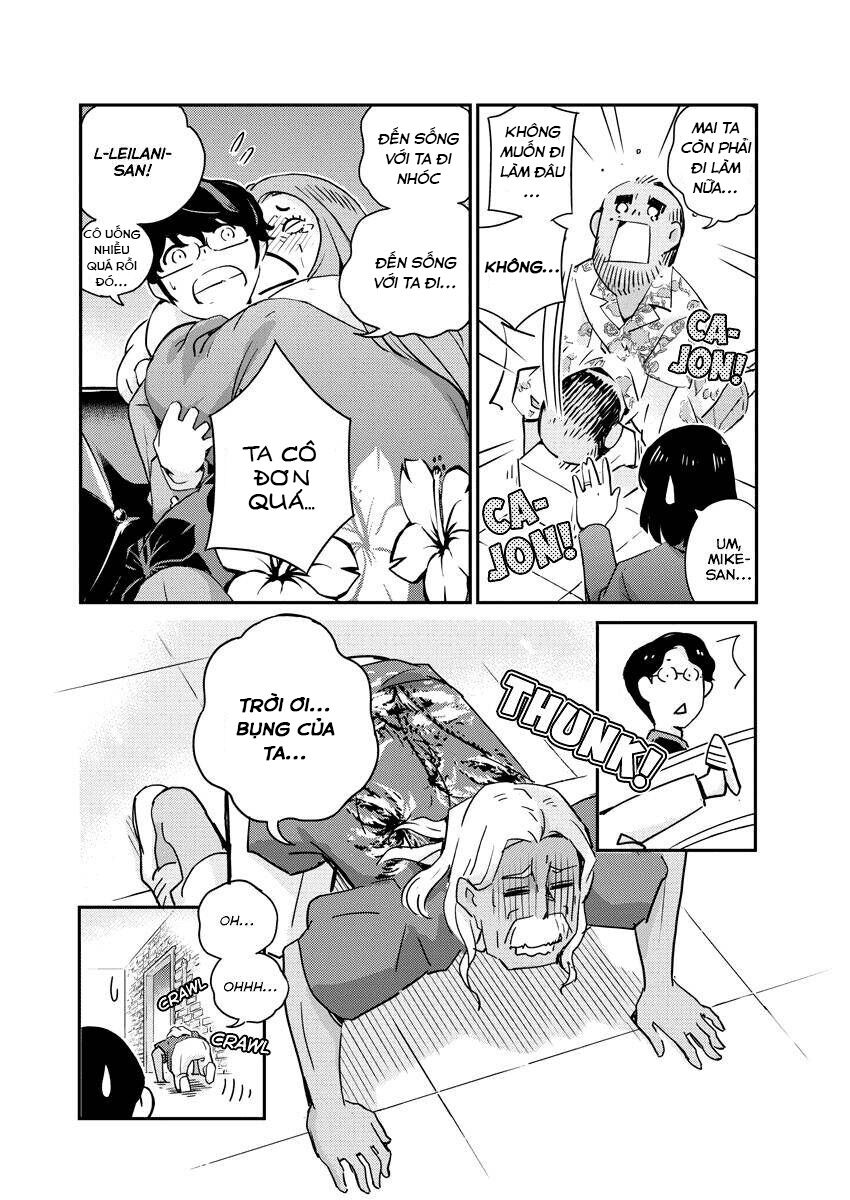 MAI TA
CÒN PHẢI
ĐI LÀM
NỮA...
KHÔNG
MUỐN ĐI
LÀM ĐÂU
...
KHÔNG...
CA-
JON!
CA-
JON!
UM,
MIKE-
SAN...
ĐẾN SỐNG
VỚI TA ĐI
NHÓC
ĐẾN SỐNG
VỚI TA ĐI...
L-LEILANI-
SAN!
CÔ UỐNG
NHIỀU
QUÁ RỒI
ĐÓ...
TA CÔ
ĐƠN
QUÁ...
THUNK!
TRỜI ƠI...
BỤNG CỦA
TA...
OH...
OHHH...
CRAWL
CRAWL